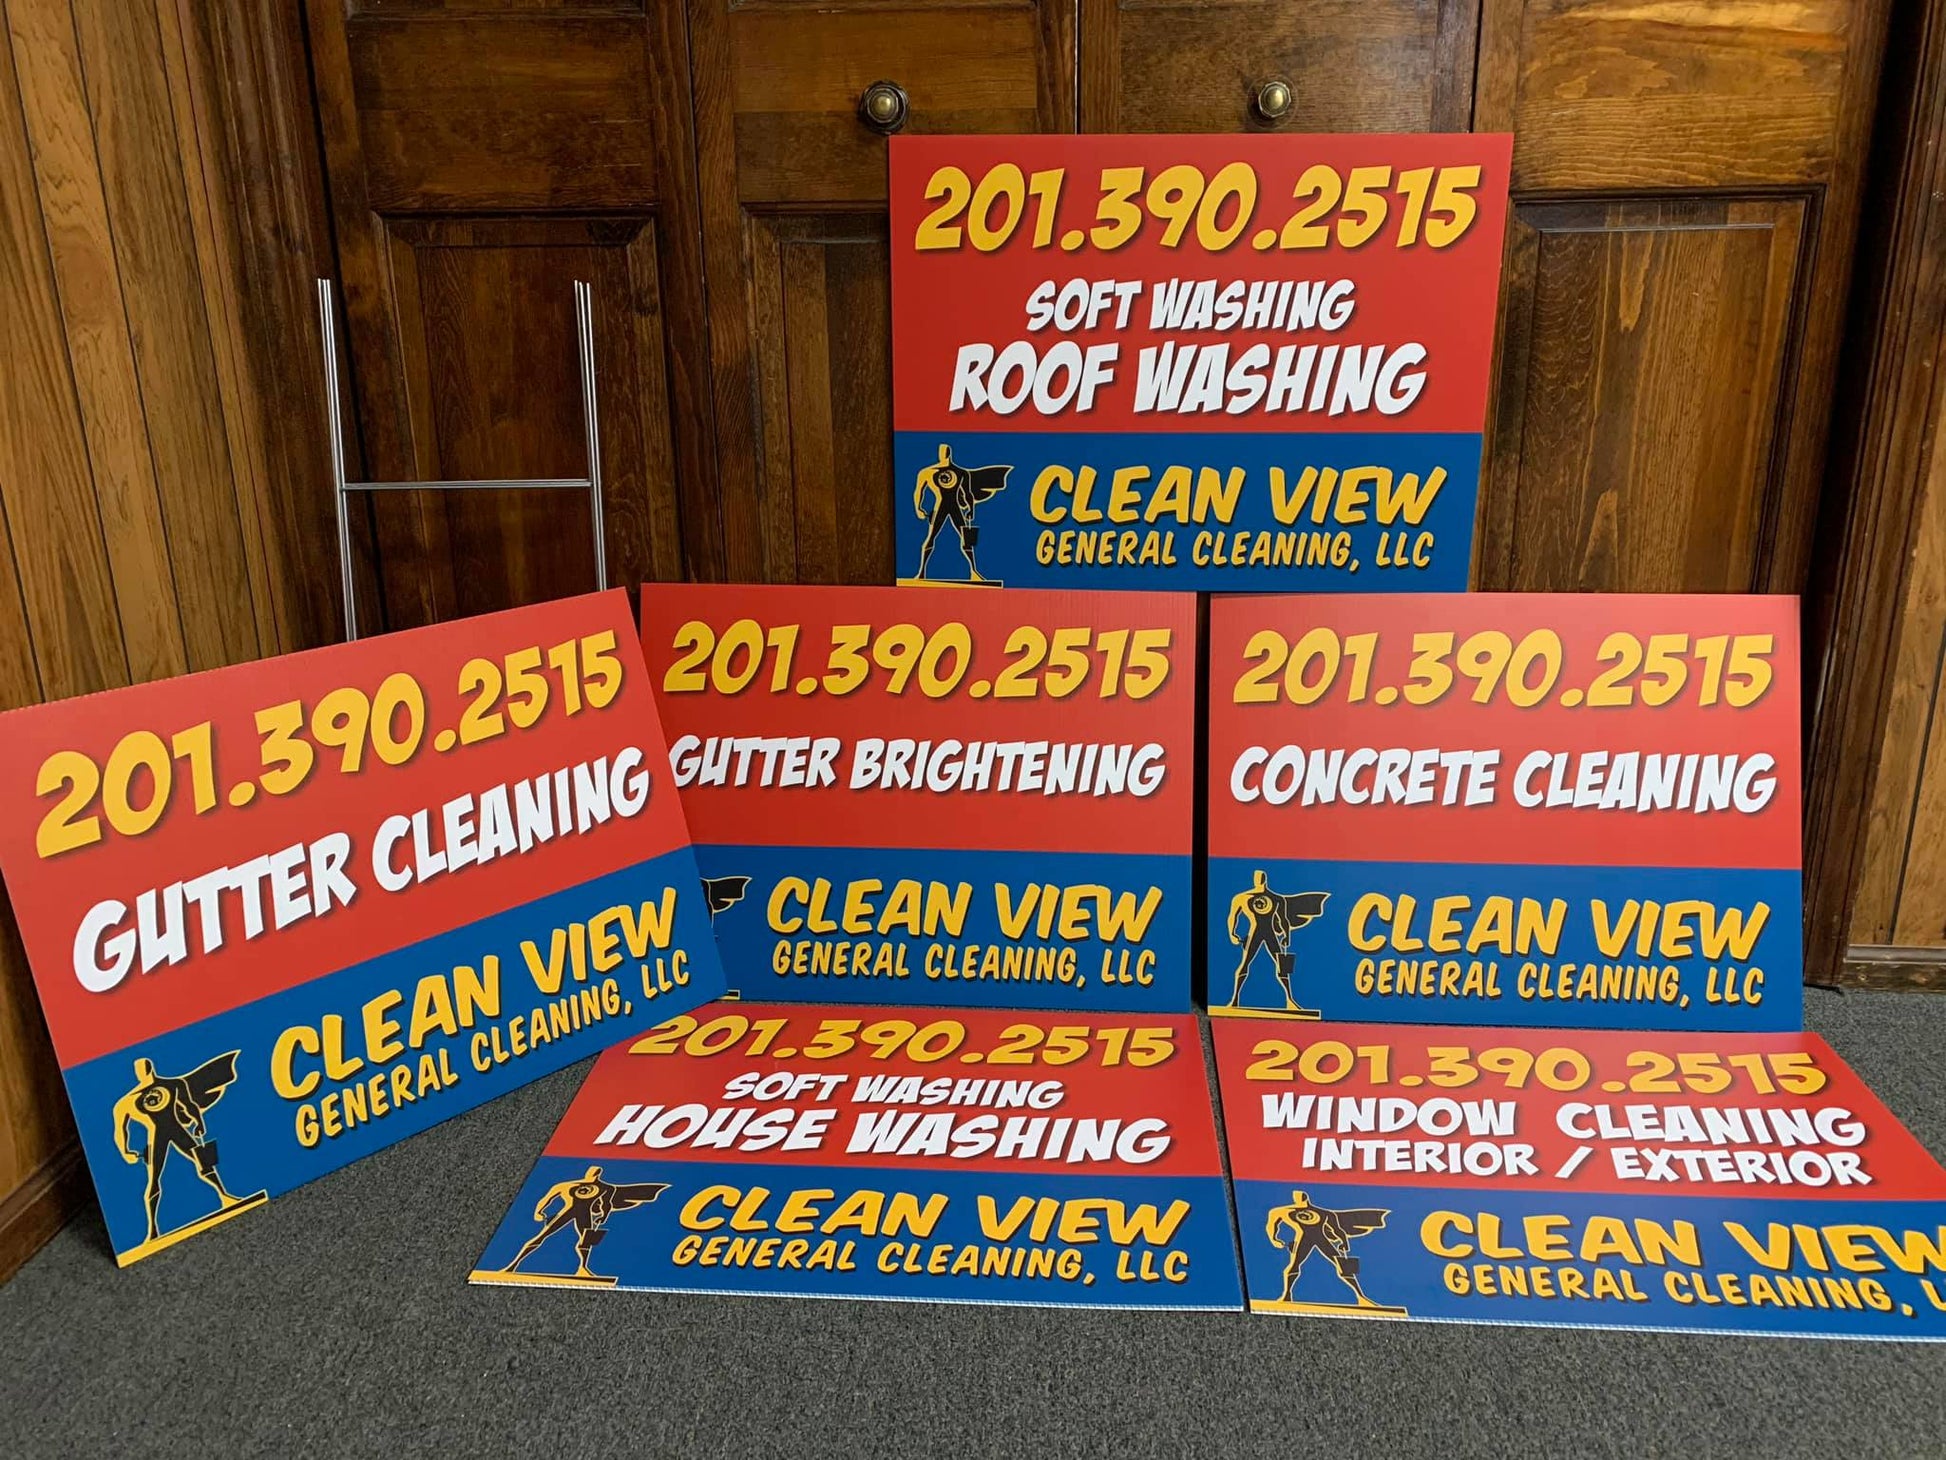 201.390.2515
SOFT WASHING
ROOF WASHING
CLEAN VIEW
GENERAL CLEANING, LLC
201.390.2515
GUTTER CLEANING
CLEAN VIEW
GENERAL CLEANING, LLC
201.390.2515
GUTTER BRIGHTENING
CLEAN VIEW
GENERAL CLEANING, LLC
201.390.2515
CONCRETE CLEANING
CLEAN VIEW
GENERAL CLEANING, LLC
201.390.2515
SOFT WASHING
HOUSE WASHING
CLEAN VIEW
GENERAL CLEANING, LLC
201.390.2515
WINDOW CLEANING
INTERIOR / EXTERIOR
CLEAN VIEW
GENERAL CLEANING,